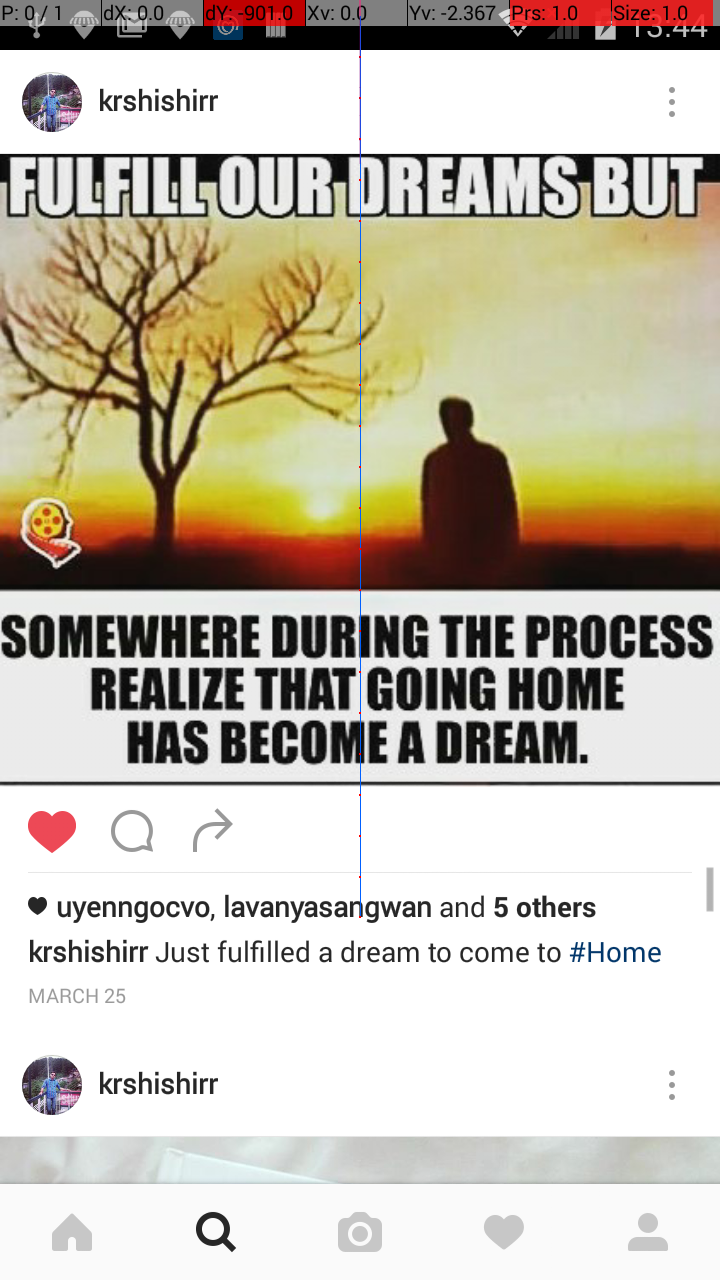 P: 0 / 1 dX: 0.0 dY: -901.0 Xv: 0.0 Yv: -2.367 Prs: 1.0 Size: 1.0
13:44
krshishirr
FULFILL OUR DREAMS BUT
SOMEWHERE DURING THE PROCESS
REALIZE THAT GOING HOME
HAS BECOME A DREAM.
uyenngocvo, lavanyasangwan and 5 others
krshishirr Just fulfilled a dream to come to #Home
MARCH 25
krshishirr